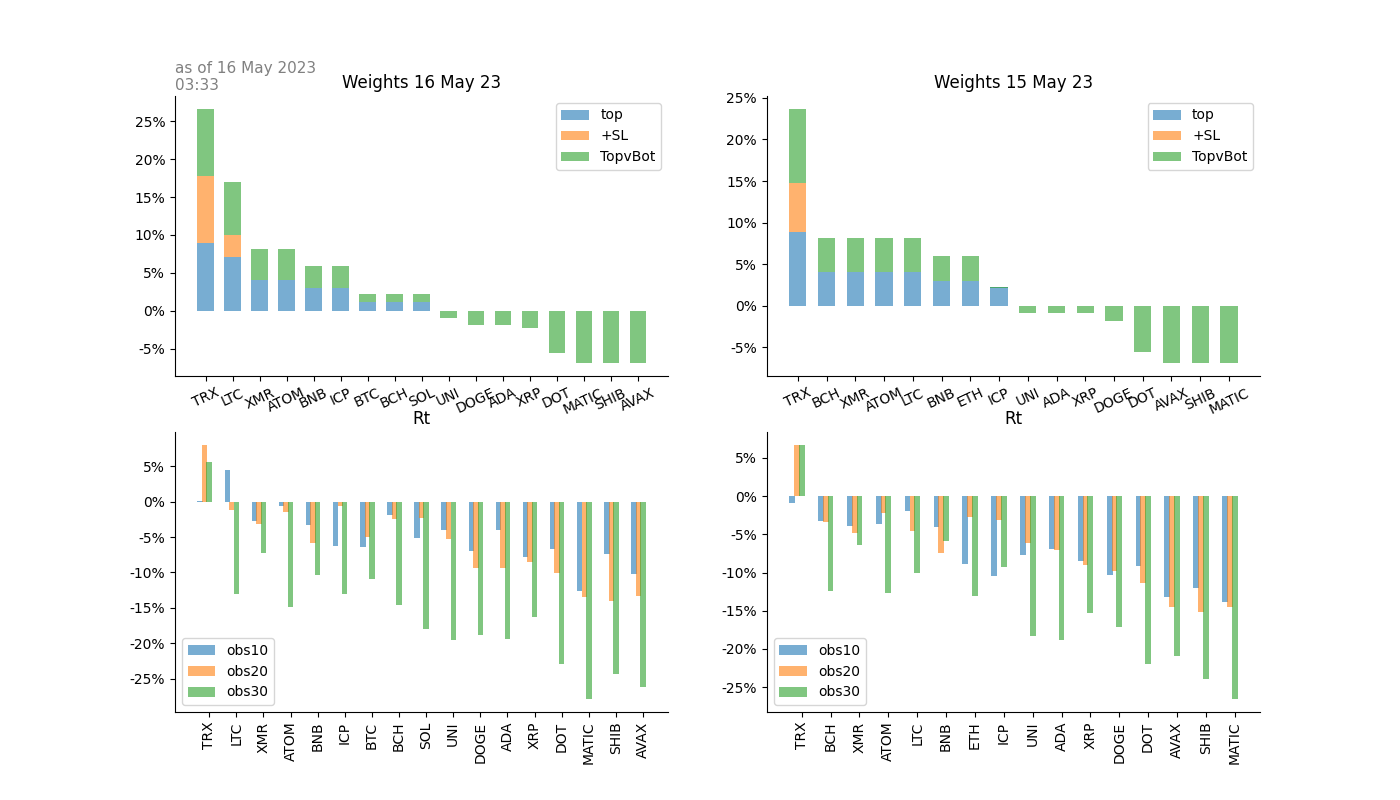 as of 16 May 2023
03:33
Weights 16 May 23
25%
20%
15%
10%
5%
0%
-5%
top
+SL
TopvBot
TRX LTC XMR ATOM BNB ICP BTC BCH SOL UNI DOGE ADA XRP DOT MATIC SHIB AVAX
Weights 15 May 23
25%
20%
15%
10%
5%
0%
-5%
top
+SL
TopvBot
TRX BCH XMR ATOM LTC BNB ETH ICP UNI ADA XRP DOGE DOT AVAX SHIB MATIC
Rt
5%
0%
-5%
-10%
-15%
-20%
-25%
obs10
obs20
obs30
TRX LTC XMR ATOM BNB ICP BTC BCH SOL UNI DOGE ADA XRP DOT MATIC SHIB AVAX
Rt
5%
0%
-5%
-10%
-15%
-20%
-25%
obs10
obs20
obs30
TRX BCH XMR ATOM LTC BNB ETH ICP UNI ADA XRP DOGE DOT AVAX SHIB MATIC